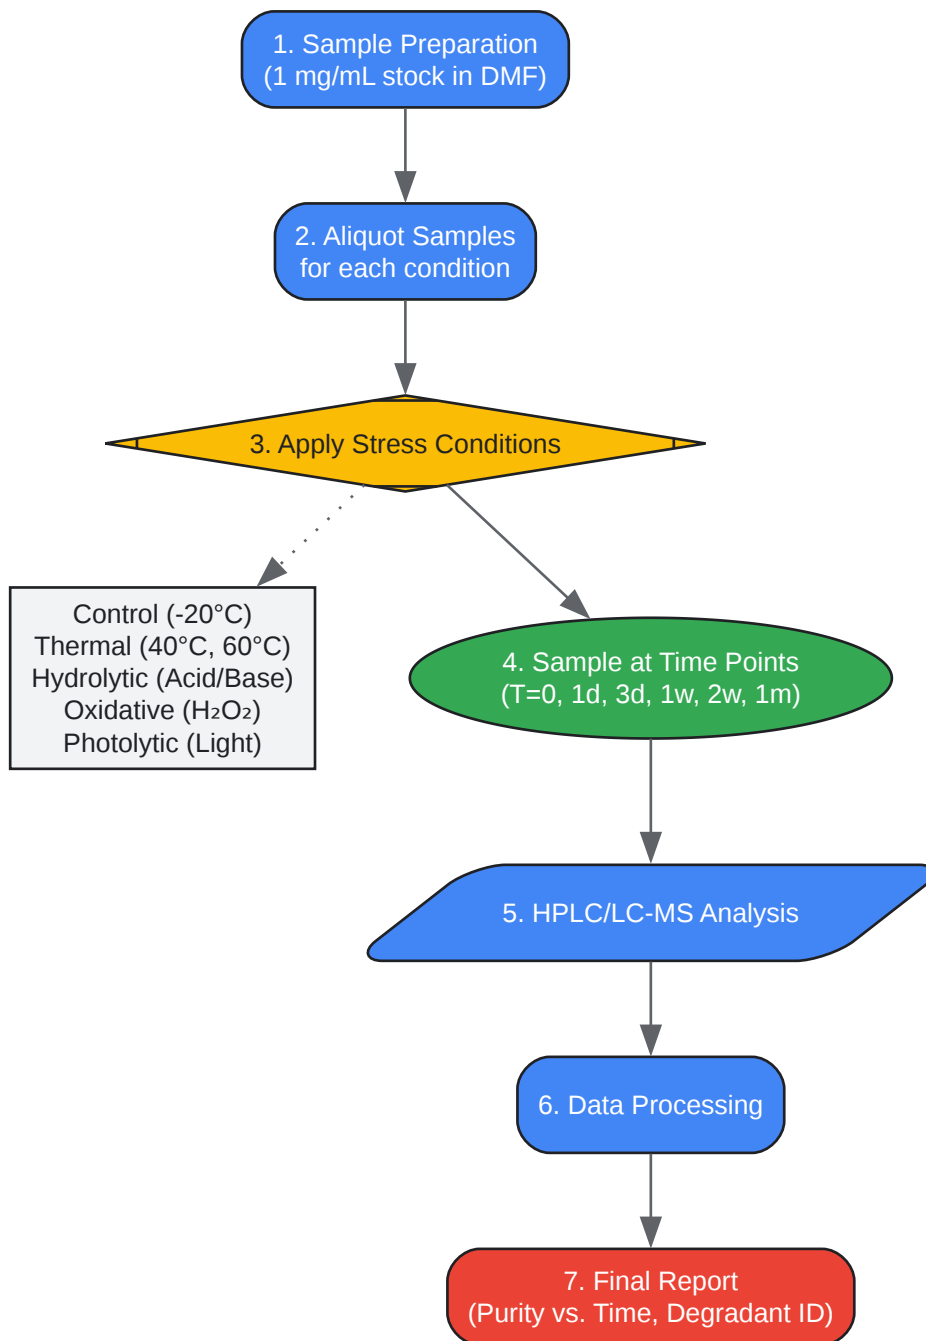 1. Sample Preparation
(1 mg/mL stock in DMF)
2. Aliquot Samples
for each condition
3. Apply Stress Conditions
Control (-20°C)
Thermal (40°C, 60°C)
Hydrolytic (Acid/Base)
Oxidative (H₂O₂)
Photolytic (Light)
4. Sample at Time Points
(T=0, 1d, 3d, 1w, 2w, 1m)
5. HPLC/LC-MS Analysis
6. Data Processing
7. Final Report
(Purity vs. Time, Degradant ID)